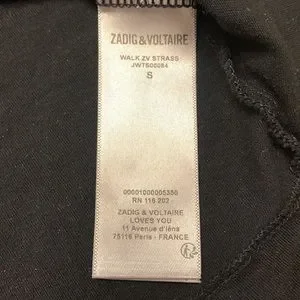 ZADIG & VOLTAIRE
WALK ZV STRASS
JWTS00084
S
00001000005350
RN 116 202
ZADIG & VOLTAIRE
LOVES YOU
11 Avenue d'Iéna
75116 Paris - FRANCE